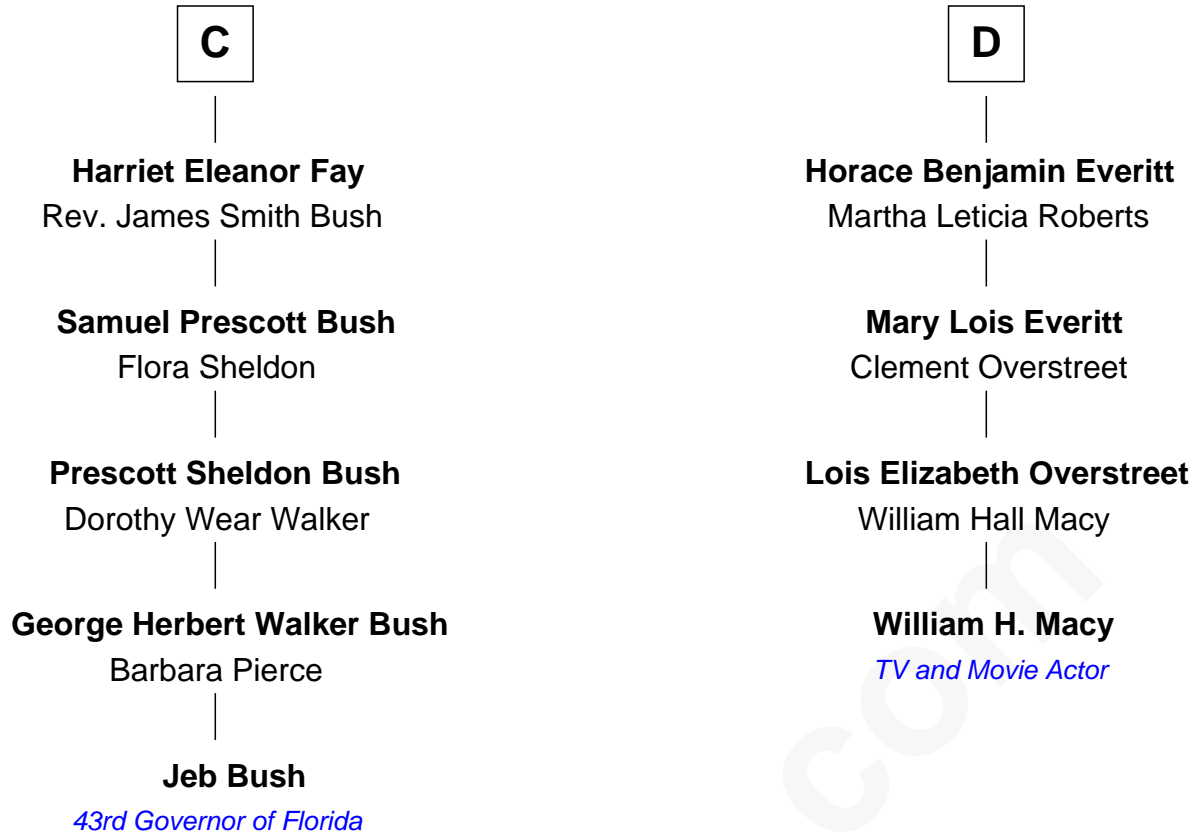 C
Harriet Eleanor Fay
Rev. James Smith Bush
Samuel Prescott Bush
Flora Sheldon
Prescott Sheldon Bush
Dorothy Wear Walker
George Herbert Walker Bush
Barbara Pierce
Jeb Bush
43rd Governor of Florida
D
Horace Benjamin Everitt
Martha Leticia Roberts
Mary Lois Everitt
Clement Overstreet
Lois Elizabeth Overstreet
William Hall Macy
William H. Macy
TV and Movie Actor
com